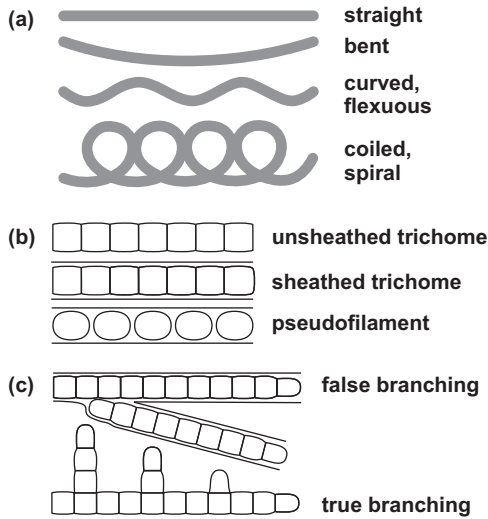 (a)
straight
bent
curved,
flexuous
coiled,
spiral
(b)
unsheathed trichome
sheathed trichome
pseudofilament
(c)
false branching
true branching